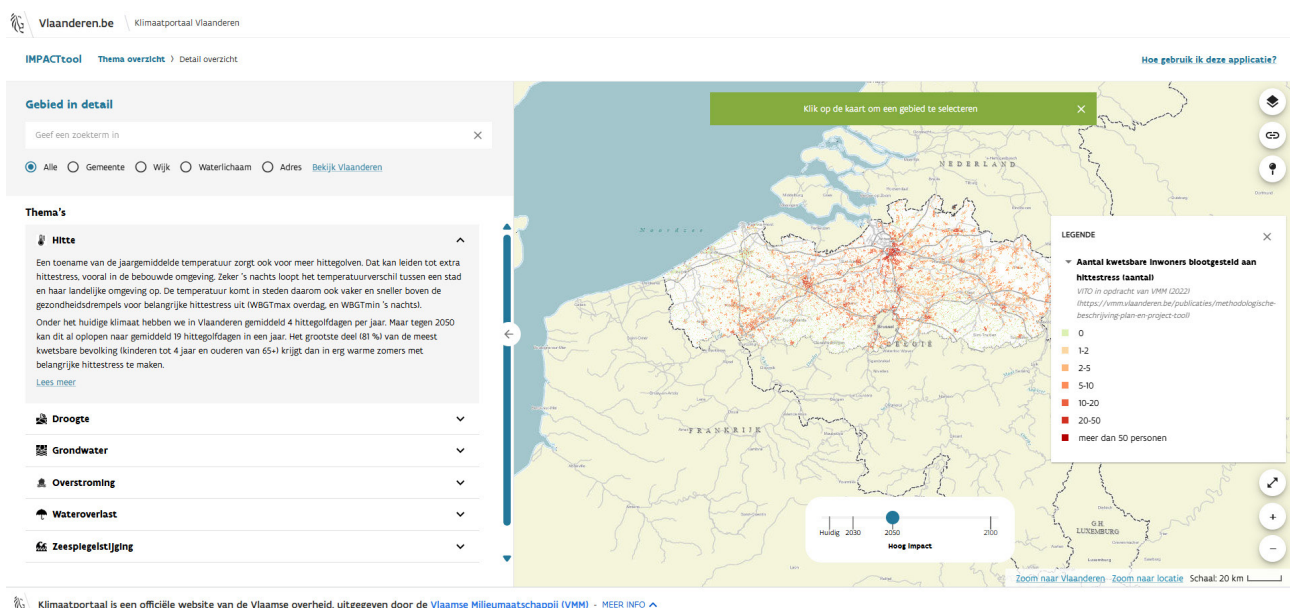 Vlaanderen.be
Klimaatportaal Vlaanderen
IMPACTtool
Thema overzicht
Detail overzicht
Hoe gebruik ik deze applicatie?
Gebied in detail
Geef een zoekterm in
Alle
Gemeente
Wijk
Waterlichaam
Adres
Bekijk Vlaanderen
Thema's
Hitte
Een toename van de jaargemiddelde temperatuur zorgt ook voor meer hittegolven. Dat kan leiden tot extra
hittestress, vooral in de bebouwde omgeving. Zeker 's nachts loopt het temperatuurverschil tussen een stad
en haar landelijke omgeving op. De temperatuur komt in steden daarom ook vaker en sneller boven de
gezondheidsdrempels voor belangrijke hittestress uit (WBGTmax overdag, en WBGTmin 's nachts).
Onder het huidige klimaat hebben we in Vlaanderen gemiddeld 4 hittegolfdagen per jaar. Maar tegen 2050
kan dit al oplopen naar gemiddeld 19 hittegolfdagen in een jaar. Het grootste deel (81 %) van de meest
kwetsbare bevolking (kinderen tot 4 jaar en ouderen van 65+) krijgt dan in erg warme zomers met
belangrijke hittestress te maken.
Lees meer
Droogte
Grondwater
Overstroming
Wateroverlast
Zeespiegelstijging
Klik op de kaart om een gebied te selecteren
NEDERLAND
Noordzee
BELGIË
Brussel
FRANKRIJK
G.H.
LUXEMBURG
LEGENDE
Aantal kwetsbare inwoners blootgesteld aan
hittestress (aantal)
VITO in opdracht van VMM (2022)
(https://vmm.vlaanderen.be/publicaties/methodologische-
beschrijving-plan-en-project-tool)
0
1-2
2-5
5-10
10-20
20-50
meer dan 50 personen
Huidig
2030
2050
2100
Hoog impact
Zoom naar Vlaanderen
Zoom naar locatie
Schaal: 20 km
Klimaatportaal is een officiële website van de Vlaamse overheid, uitgegeven door de Vlaamse Milieumaatschappij (VMM) - MEER INFO